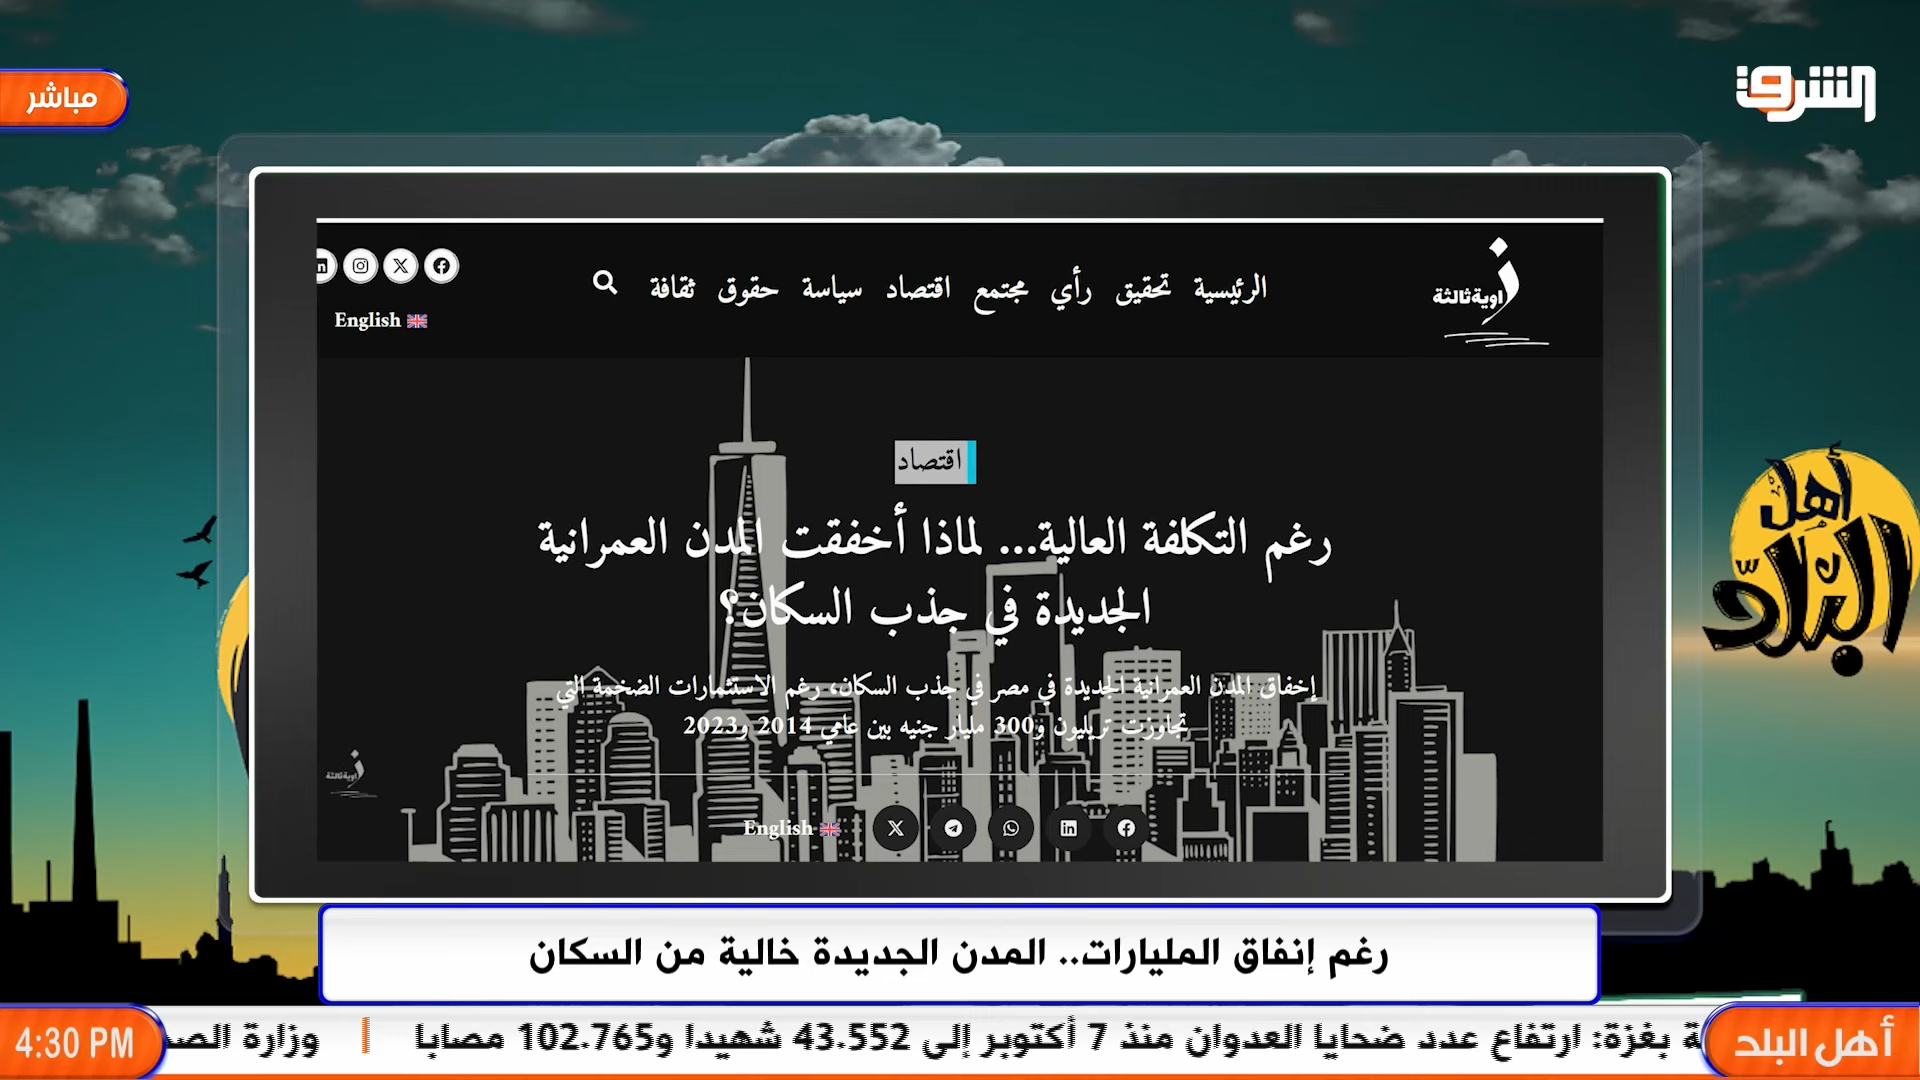 مباشر
الشرق
الرئيسية تحقيق رأي مجتمع اقتصاد سياسة حقوق ثقافة
زاوية ثالثة
English
اقتصاد
رغم التكلفة العالية... لماذا أخفقت المدن العمرانية
الجديدة في جذب السكان؟
إخفاق المدن العمرانية الجديدة في مصر في جذب السكان، رغم الاستثمارات الضخمة التي
تجاوزت تريليون و300 مليار جنيه بين عامي 2014 و2023
زاوية ثالثة
English
أهل
البلد
رغم إنفاق المليارات.. المدن الجديدة خالية من السكان
أهل البلد
بغزة: ارتفاع عدد ضحايا العدوان منذ 7 أكتوبر إلى 43.552 شهيدا و102.765 مصابا | وزارة
4:30 PM